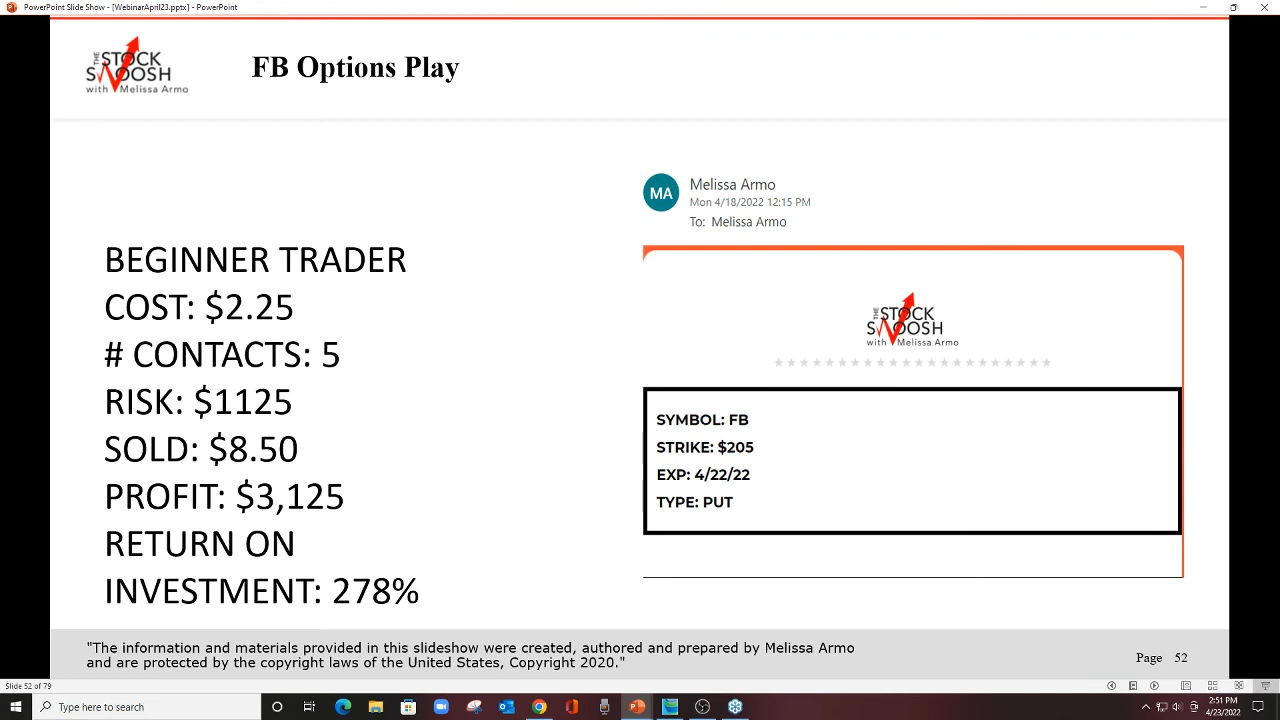 PowerPoint Slide Show - [WebinarApril23.pptx] - PowerPoint
THE
STOCK
SWOOSH
with Melissa Armo
FB Options Play
MA
Melissa Armo
Mon 4/18/2022 12:15 PM
To: Melissa Armo
BEGINNER TRADER
COST: $2.25
# CONTACTS: 5
RISK: $1125
SOLD: $8.50
PROFIT: $3,125
RETURN ON
INVESTMENT: 278%
THE
STOCK
SWOOSH
with Melissa Armo
SYMBOL: FB
STRIKE: $205
EXP: 4/22/22
TYPE: PUT
"The information and materials provided in this slideshow were created, authored and prepared by Melissa Armo
and are protected by the copyright laws of the United States, Copyright 2020."
Page 52
Slide 52 of 79
Type here to search
2:51 PM
4/23/2022